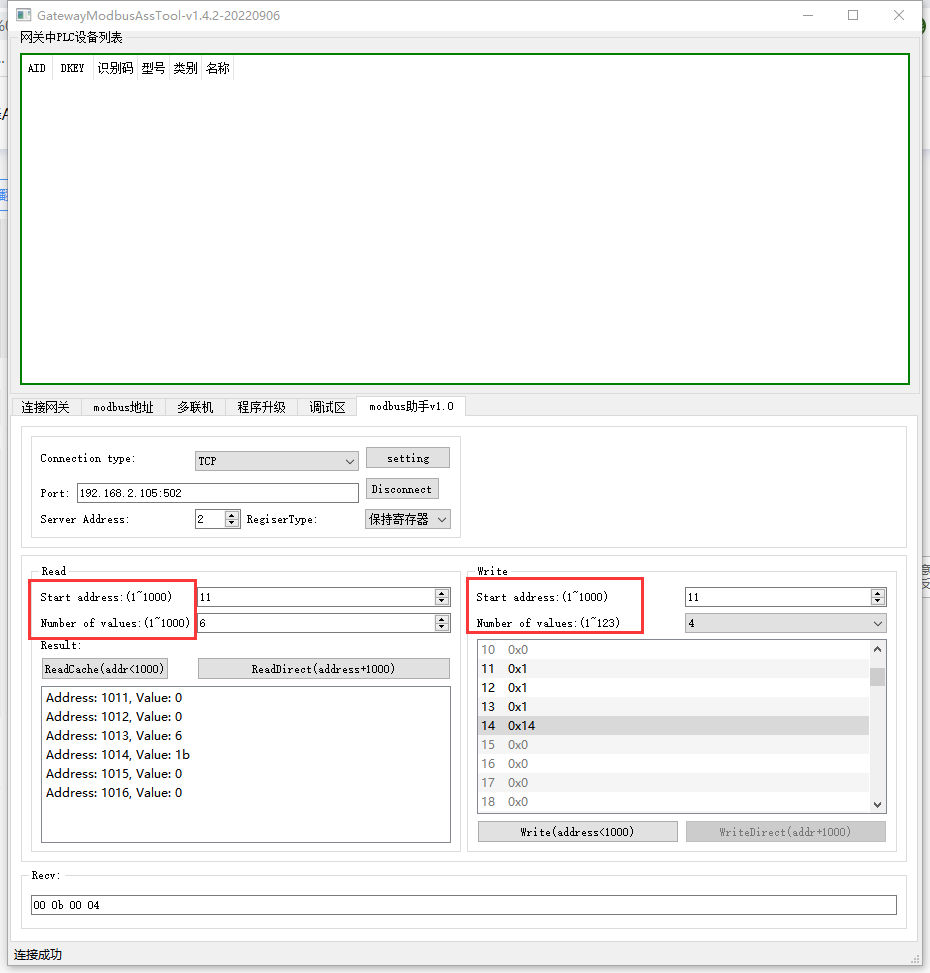 GatewayModbusAssTool-v1.4.2-20220906
网关中PLC设备列表
AID DKEY 识别码 型号 类别 名称
连接网关 modbus地址 多联机 程序升级 调试区 modbus助手v1.0
Connection type: TCP setting
Port: 192.168.2.105:502 Disconnect
Server Address: 2 RegiserType: 保持寄存器
Read
Start address:(1~1000) 11
Number of values:(1~1000) 6
Result:
ReadCache(addr<1000) ReadDirect(address+1000)
Address: 1011, Value: 0
Address: 1012, Value: 0
Address: 1013, Value: 6
Address: 1014, Value: 1b
Address: 1015, Value: 0
Address: 1016, Value: 0
Write
Start address:(1~1000) 11
Number of values:(1~123) 4
10 0x0
11 0x1
12 0x1
13 0x1
14 0x14
15 0x0
16 0x0
17 0x0
18 0x0
Write(address<1000) WriteDirect(addr+1000)
Recv:
00 0b 00 04
连接成功